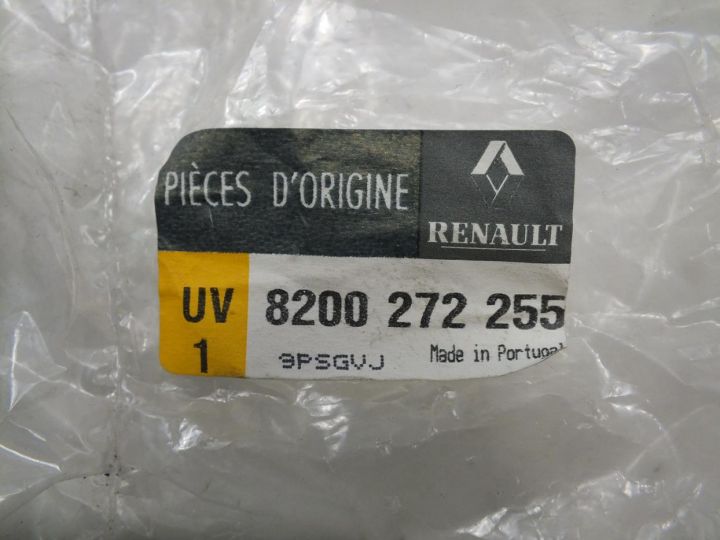 PIÈCES D'ORIGINE
RENAULT
UV 8200 272 255
1 9PSGVJ Made in Portugal